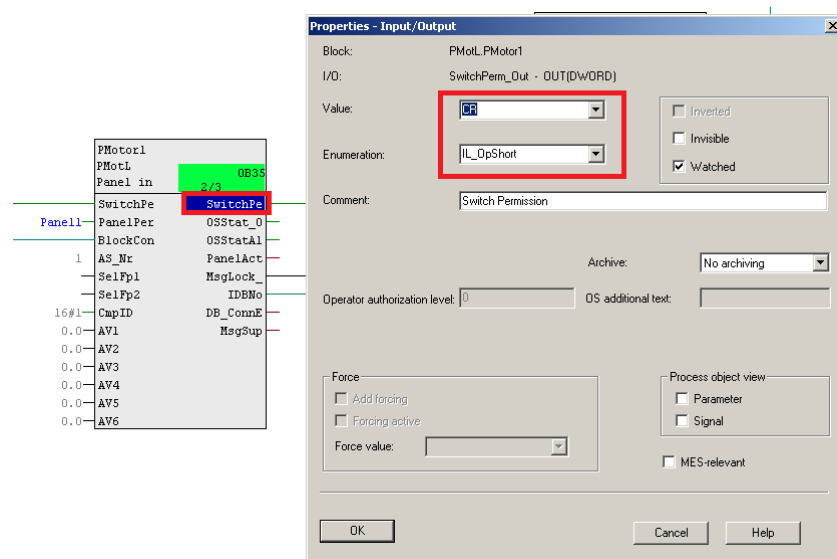 Properties - Input/Output
Block: PMotL.PMotor1
I/O: SwitchPerm_Out - OUT(DWORD)
Value: CR
Inverted
Invisible
Enumeration: IL_OpShort
Watched
Comment: Switch Permission
Archive: No archiving
Operator authorization level: 0
OS additional text:
Force
Add forcing
Forcing active
Force value:
Process object view
Parameter
Signal
MES-relevant
OK
Cancel
Help
PMotor1
PMotL
Panel in
OB35
2/3
SwitchPe SwitchPe
Panel1 PanelPer OSStat_O
BlockCon OSStatAl
1 AS_Nr PanelAct
SelFp1 MsgLock_
SelFp2 IDBNo
16#1 CmpID DB_ConnE
0.0 AV1 MsgSup
0.0 AV2
0.0 AV3
0.0 AV4
0.0 AV5
0.0 AV6